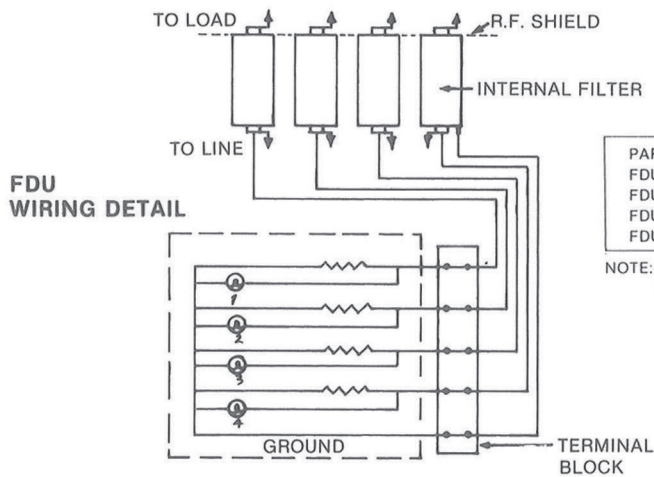 TO LOAD
R.F. SHIELD
INTERNAL FILTER
TO LINE
FDU
WIRING DETAIL
FDU
FDU
FDU
FDU
NOTE:
1
2
3
4
GROUND
TERMINAL
BLOCK